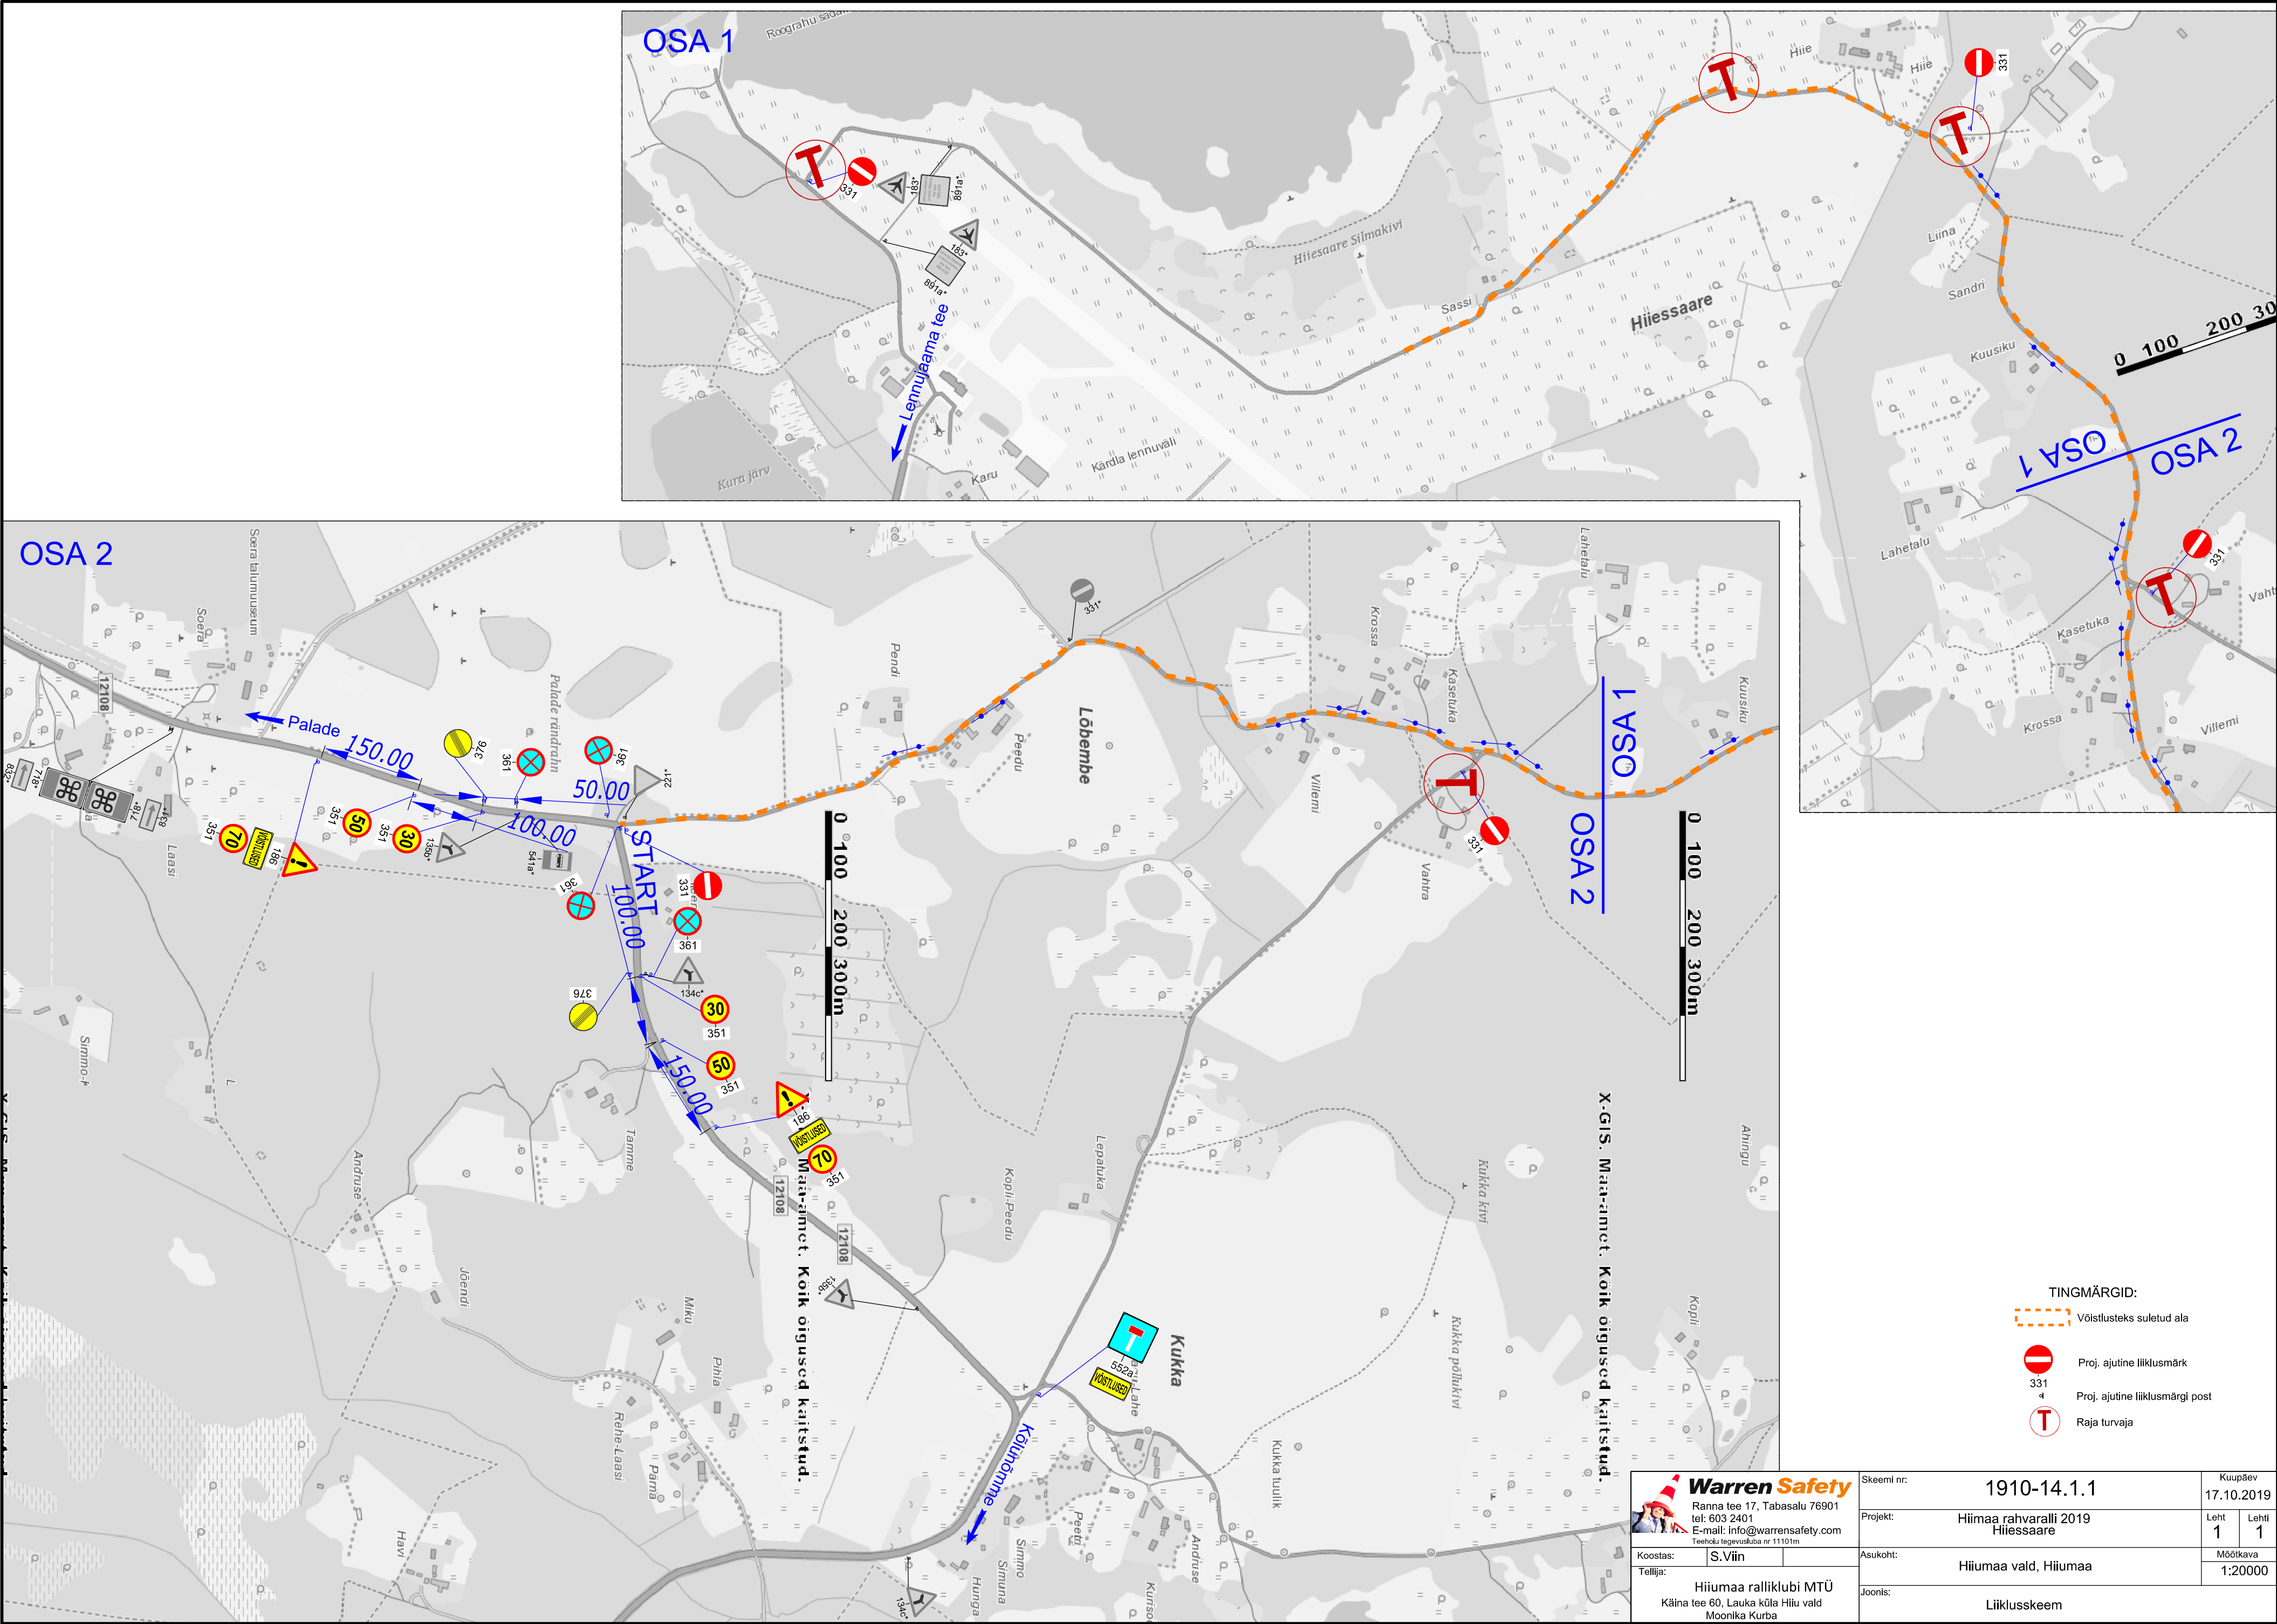 OSA 1
Roograhu sadam
Hiie
Hiie
331
331
183*
891a*
183*
891a*
Lennujaama tee
Hiiesaare Silmakivi
Sassi
Hiiessaare
Liina
Sandri
Kuusiku
0 100 200 30
OSA 1
OSA 2
Kura järv
Karu
Kärdla lennuväli
Lahetalu
331
Kasetuka
Vaht
Krossa
Villemi
OSA 2
Soera talumuuseum
Soera
12108
Palade
150.00
376
Palade rändrahn
361
361
221*
50.00
100.00
832*
718*
718*
831*
Laasi
351
70
VÕISTLUSED
186
351
50
351
30
135b*
541a*
START
361
100.00
331
361
134c*
30
351
376
50
351
150.00
186
VÕISTLUSED
70
351
Pendi
Peedu
331*
Lõbembe
Krossa
Kasetuka
Lahetalu
Kuusiku
OSA 1
OSA 2
Villemi
Vahtra
331
0 100 200 300m
0 100 200 300m
X-GIS. Maa-amet. Kõik õigused kaitstud.
Maa-amet. Kõik õigused kaitstud.
Simmo-
Andruse
Tamme
Jõendi
Miku
Pihla
Rehe-Laasi
Parma
Havi
12108
12108
135b*
Kopli-Peedu
Lepatuka
Kukka kivi
Ahingu
Kopli
Kukka põllukivi
Kukka
552a
VÕISTLUSED
Lahe
Kukka tuulik
Kõlunõmme
Peetri
Simmo
Simuna
Hunga
Andruse
134c*
TINGMÄRGID:
Võistlusteks suletud ala
Proj. ajutine liiklusmärk
331
Proj. ajutine liiklusmärgi post
T
Raja turvaja
Warren Safety
Ranna tee 17, Tabasalu 76901
tel: 603 2401
E-mail: info@warrensafety.com
Teehoiu tegevusluba nr 11101m
Koostas: S.Viin
Tellija:
Hiiumaa ralliklubi MTÜ
Käina tee 60, Lauka küla Hiiu vald
Moonika Kurba
Skeemi nr: 1910-14.1.1
Kuupäev
17.10.2019
Projekt: Hiimaa rahvaralli 2019
Hiiessaare
Leht 1
Lehti 1
Asukoht: Hiiumaa vald, Hiiumaa
Mõõtkava
1:20000
Joonis: Liiklusskeem